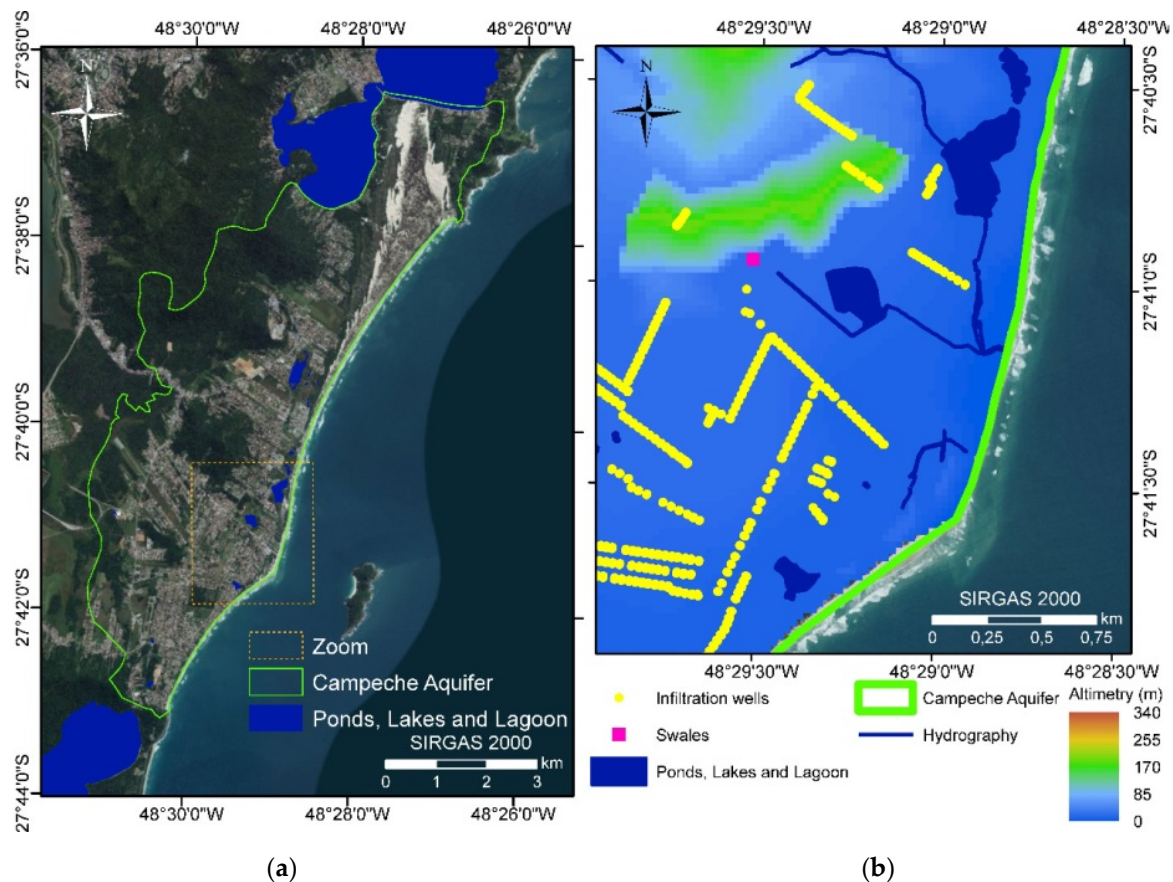 48°30'0"W 48°28'0"W 48°26'0"W
27°36'0"S
27°38'0"S
27°40'0"S
27°42'0"S
27°44'0"S
N
Zoom
Campeche Aquifer
Ponds, Lakes and Lagoon
SIRGAS 2000
km
0 1 2 3
48°30'0"W 48°28'0"W 48°26'0"W
(a)
48°29'30"W 48°29'0"W 48°28'30"W
N
27°40'30"S
27°41'0"S
27°41'30"S
SIRGAS 2000
km
0 0,25 0,5 0,75
48°29'30"W 48°29'0"W 48°28'30"W
Infiltration wells
Swales
Ponds, Lakes and Lagoon
Campeche Aquifer
Hydrography
Altimetry (m)
340
255
170
85
0
(b)